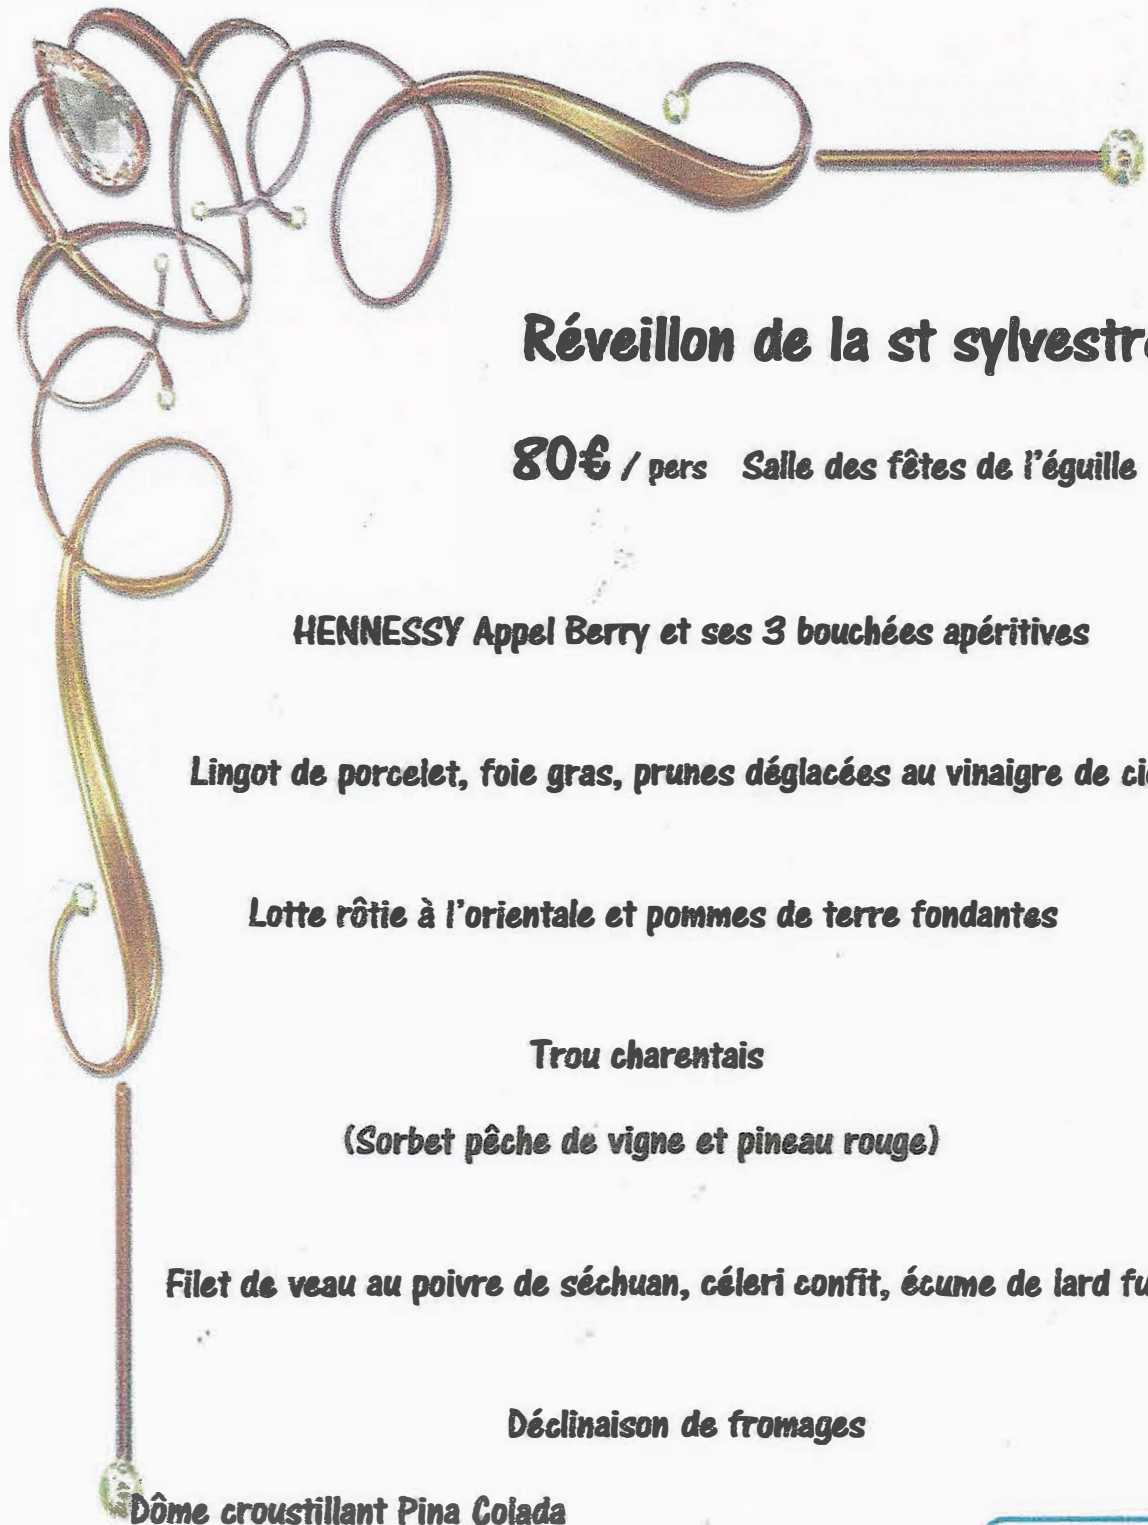 Réveillon de la st sylvestre
80€ / pers Salle des fêtes de l'éguille
HENNESSY Appel Berry et ses 3 bouchées apéritives
Lingot de porcelet, foie gras, prunes déglacées au vinaigre de
Lotte rôtie à l'orientale et pommes de terre fondantes
Trou charentais
(Sorbet pêche de vigne et pineau rouge)
Filet de veau au poivre de séchuan, céleri confit, écume de lard
Déclinaison de fromages
Dôme croustillant Pina Colada